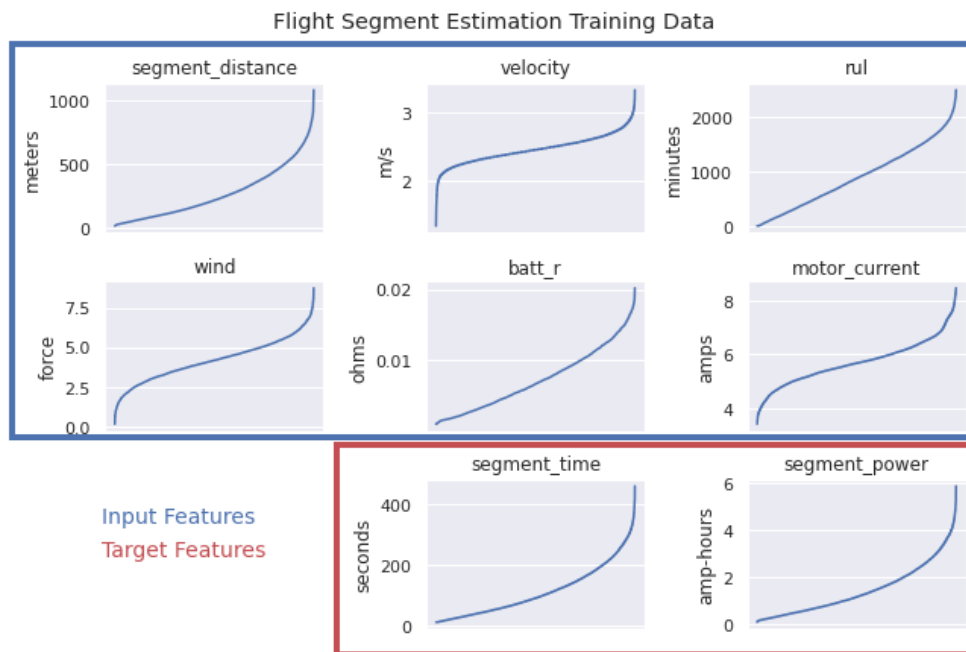 Flight Segment Estimation Training Data
segment_distance
meters
1000
500
0
velocity
m/s
3
2
rul
minutes
2000
1000
0
wind
force
7.5
5.0
2.5
0.0
batt_r
ohms
0.02
0.01
motor_current
amps
8
6
4
Input Features
Target Features
segment_time
seconds
400
200
0
segment_power
amp-hours
6
4
2
0